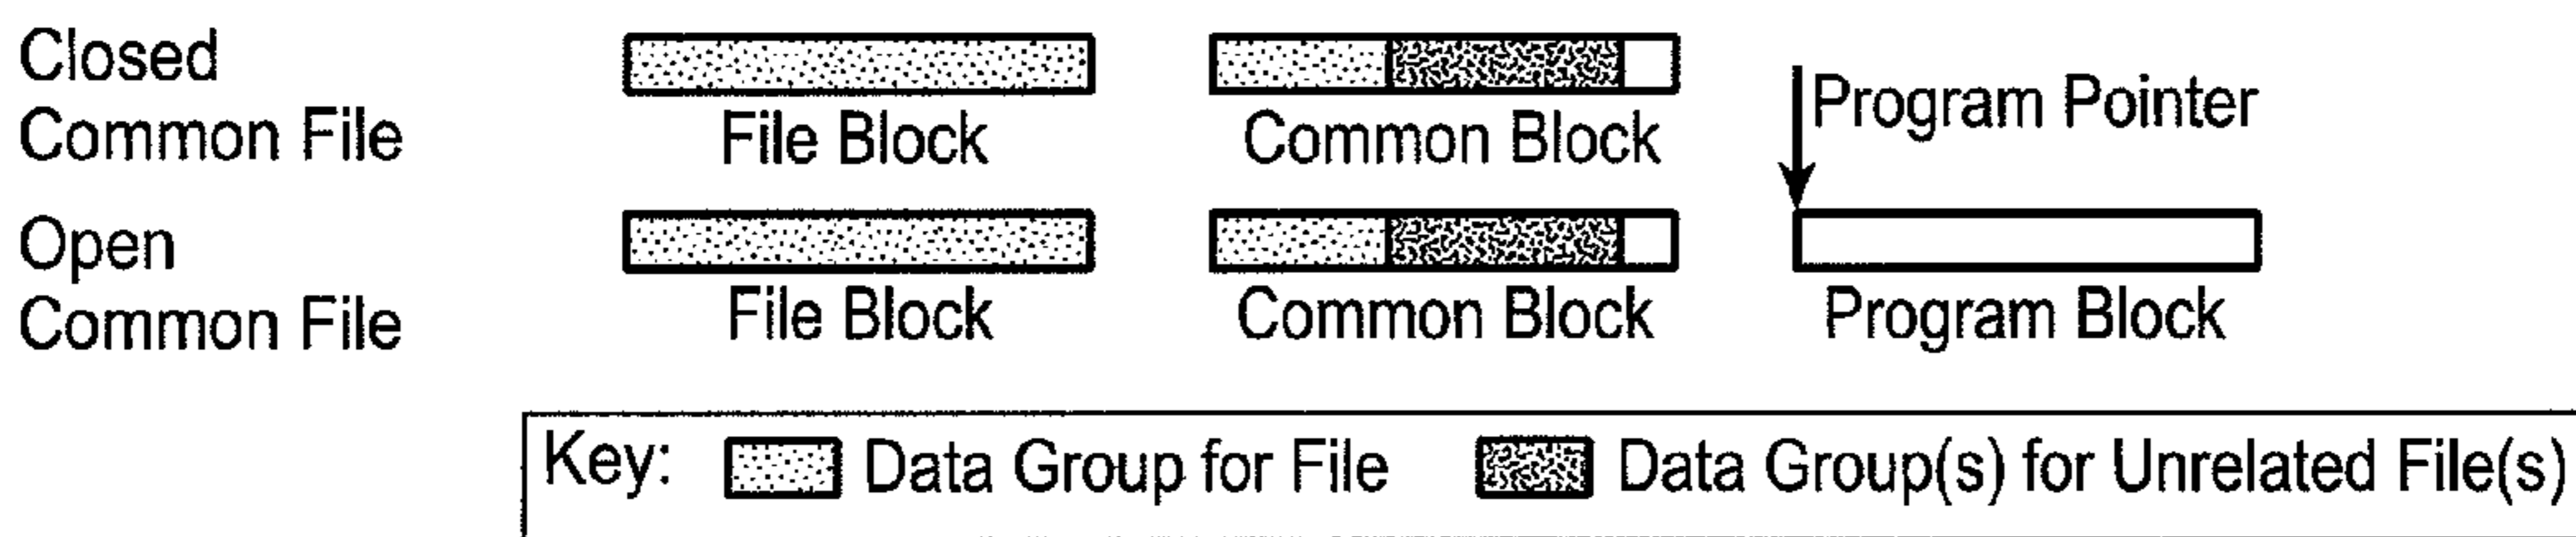 Closed
Common File
File Block
Common Block
Program Pointer
Open
Common File
File Block
Common Block
Program Block
Key: Data Group for File Data Group(s) for Unrelated File(s)